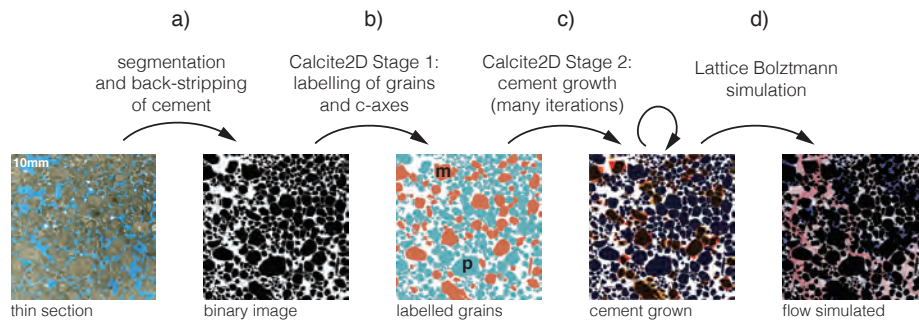 a)
segmentation
and back-stripping
of cement
b)
Calcite2D Stage 1:
labelling of grains
and c-axes
c)
Calcite2D Stage 2:
cement growth
(many iterations)
d)
Lattice Bolztmann
simulation
10mm
m
p
thin section
binary image
labelled grains
cement grown
flow simulated